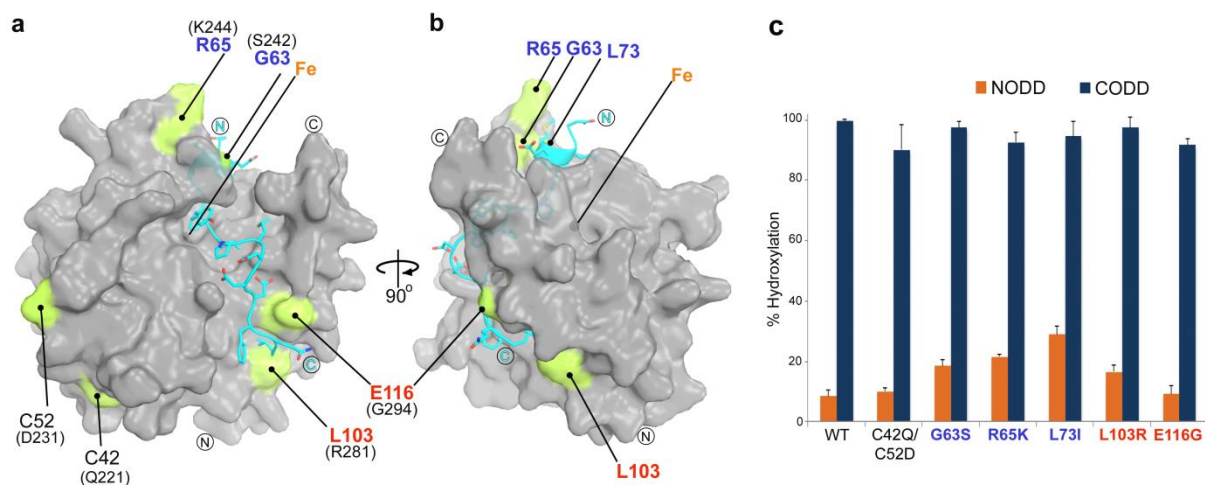 a
(K244)
R65
(S242)
G63
Fe
N
C
C52
(D231)
C42
(Q221)
N
C
L103
(R281)
E116
(G294)
90°
b
R65 G63 L73
Fe
C
N
C
N
L103
c
NODD CODD
% Hydroxylation
100
80
60
40
20
0
WT
C42Q/
C52D
G63S
R65K
L73I
L103R
E116G